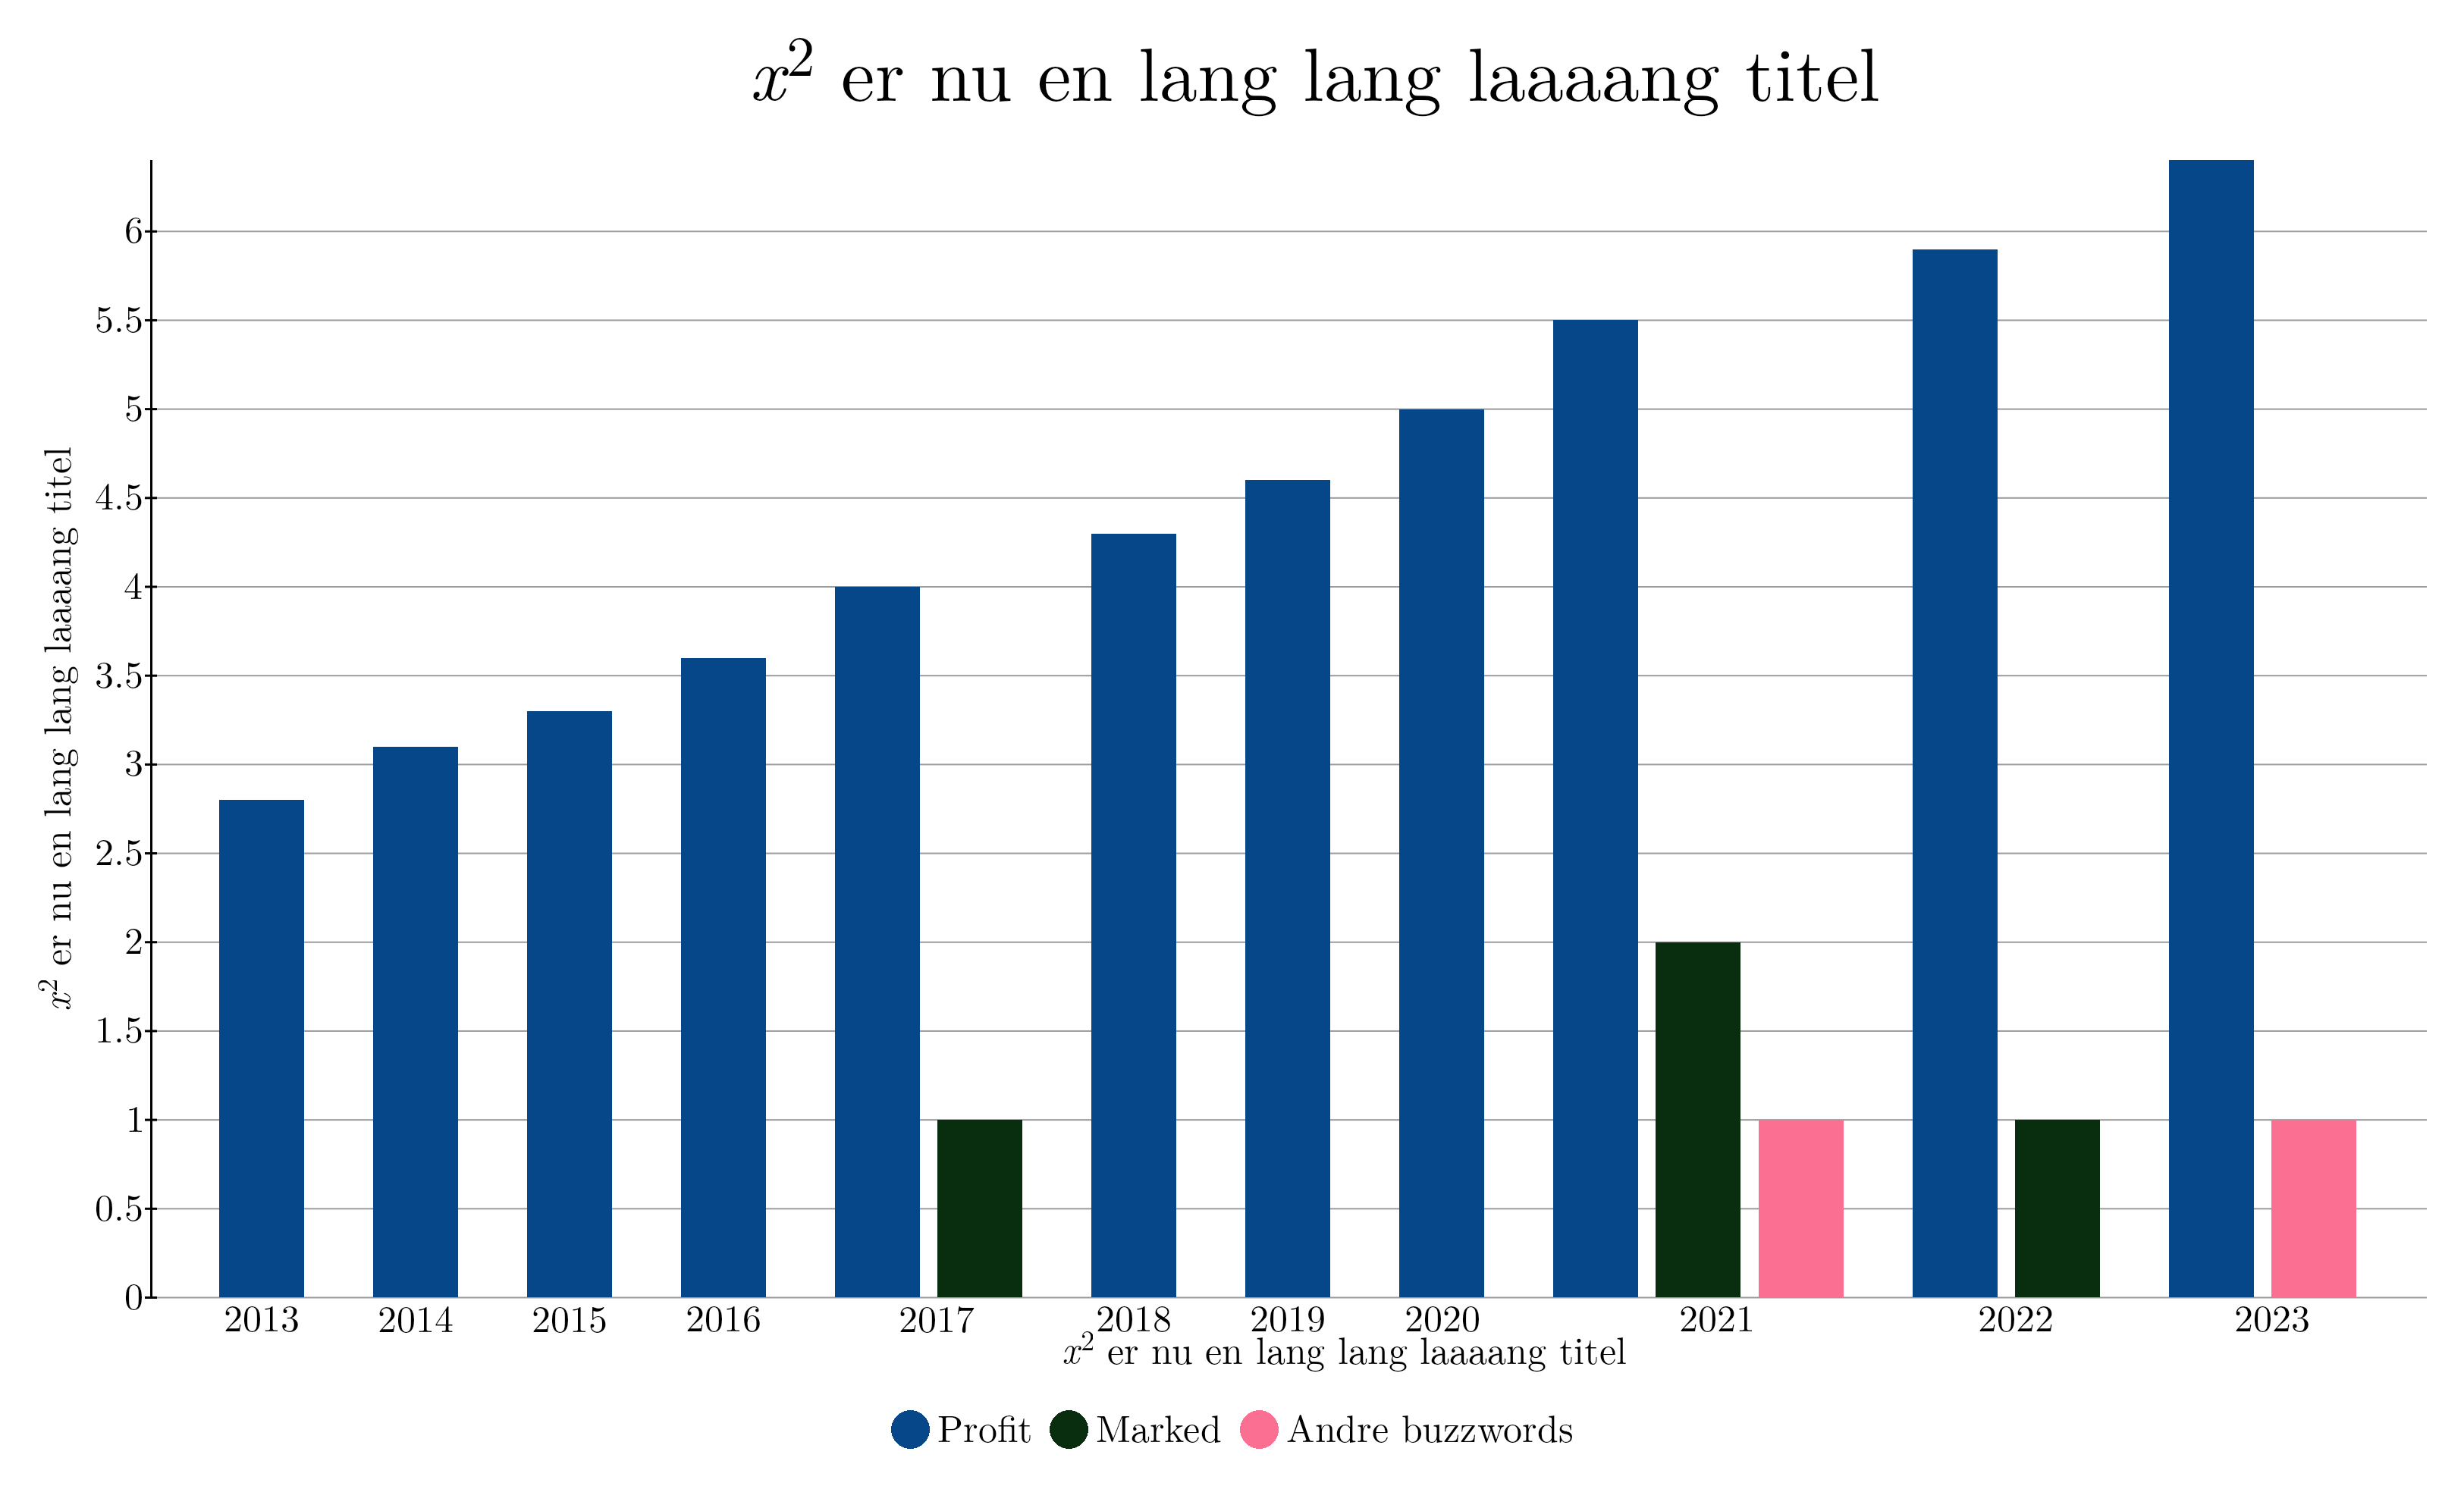 x² er nu en lang lang laaaang titel
6
5.5
5
4.5
4
3.5
3
2.5
2
1.5
1
0.5
0
x² er nu en lang lang laaaang titel
2013 2014 2015 2016 2017 2018 2019 2020 2021 2022 2023
x² er nu en lang lang laaaang titel
Profit Marked Andre buzzwords